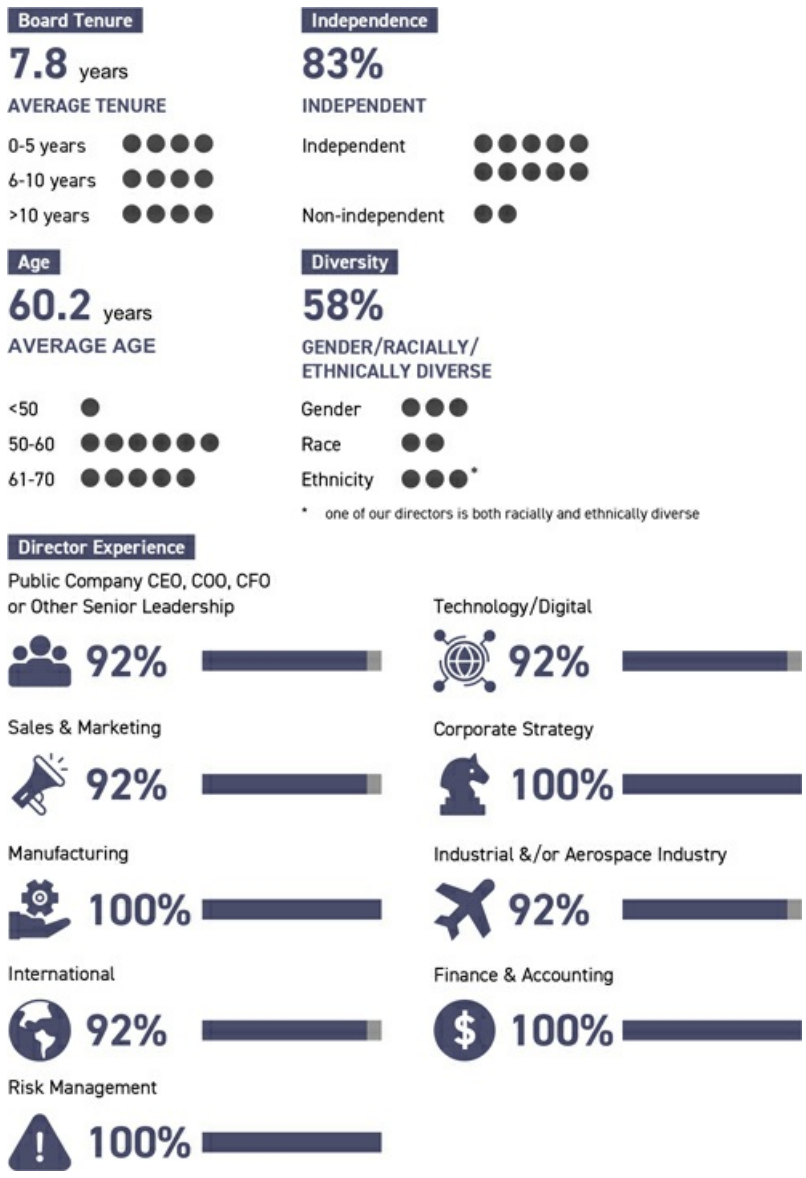 Board Tenure
7.8 years
AVERAGE TENURE
0-5 years
6-10 years
>10 years
Independence
83%
INDEPENDENT
Independent
Non-independent
Age
60.2 years
AVERAGE AGE
<50
50-60
61-70
Diversity
58%
GENDER/RACIALLY/
ETHNICALLY DIVERSE
Gender
Race
Ethnicity *
* one of our directors is both racially and ethnically diverse
Director Experience
Public Company CEO, COO, CFO
or Other Senior Leadership
92%
Technology/Digital
92%
Sales & Marketing
92%
Corporate Strategy
100%
Manufacturing
100%
Industrial &/or Aerospace Industry
92%
International
92%
Finance & Accounting
$ 100%
Risk Management
! 100%